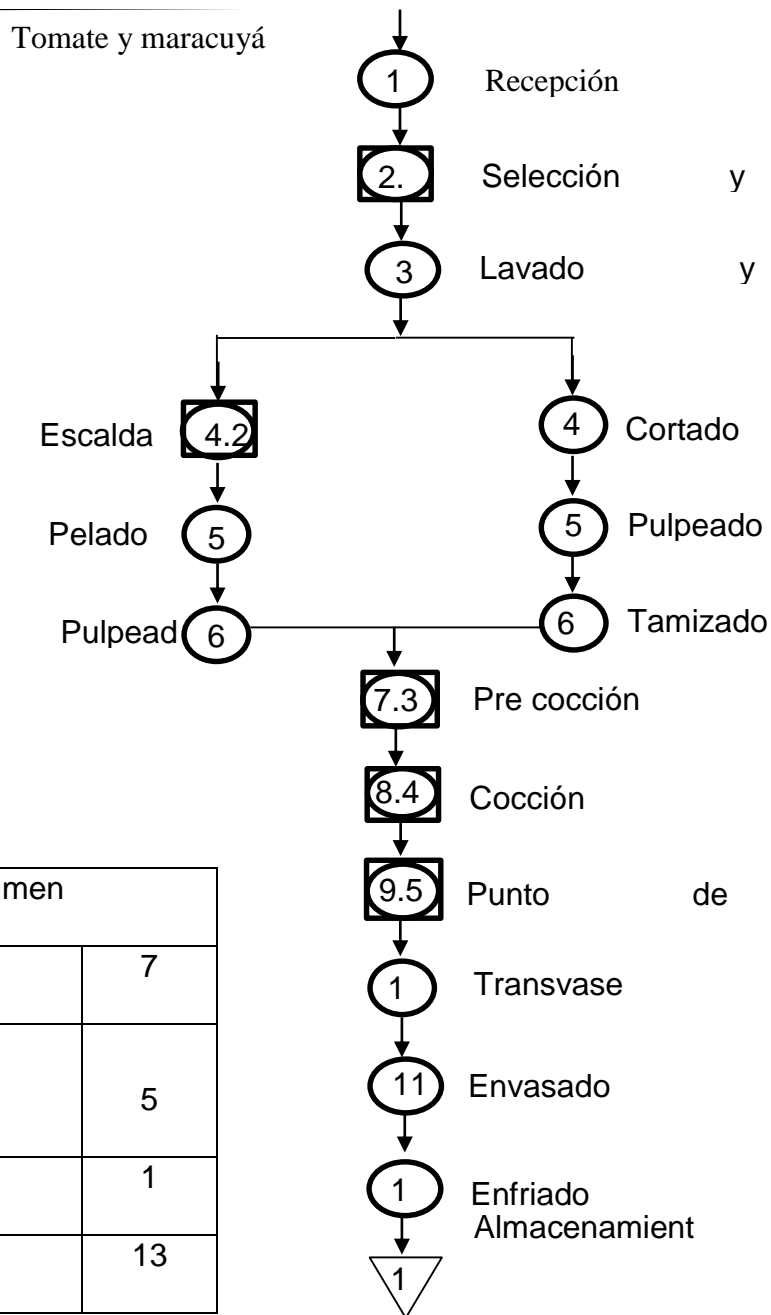 Tomate y maracuyá
1 Recepción
2. Selección y
3 Lavado y
Escalda 4.2
4 Cortado
Pelado 5
5 Pulpeado
Pulpead 6
6 Tamizado
7.3 Pre cocción
8.4 Cocción
9.5 Punto de
1 Transvase
11 Envasado
1 Enfriado
Almacenamient
1
men
7
5
1
13